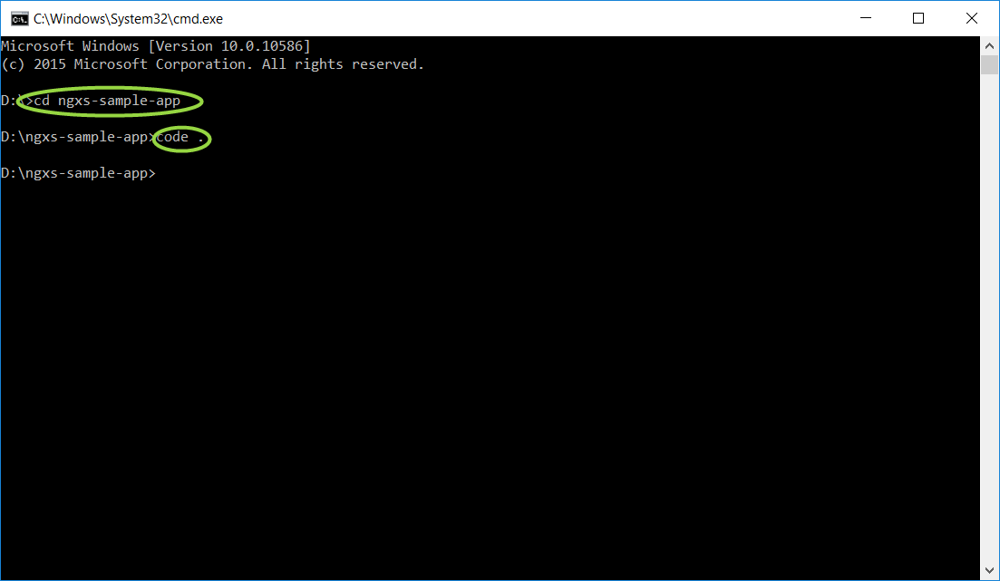 C:\Windows\System32\cmd.exe
Microsoft Windows [Version 10.0.10586]
(c) 2015 Microsoft Corporation. All rights reserved.
D:\>cd ngxs-sample-app
D:\ngxs-sample-app>code .
D:\ngxs-sample-app>